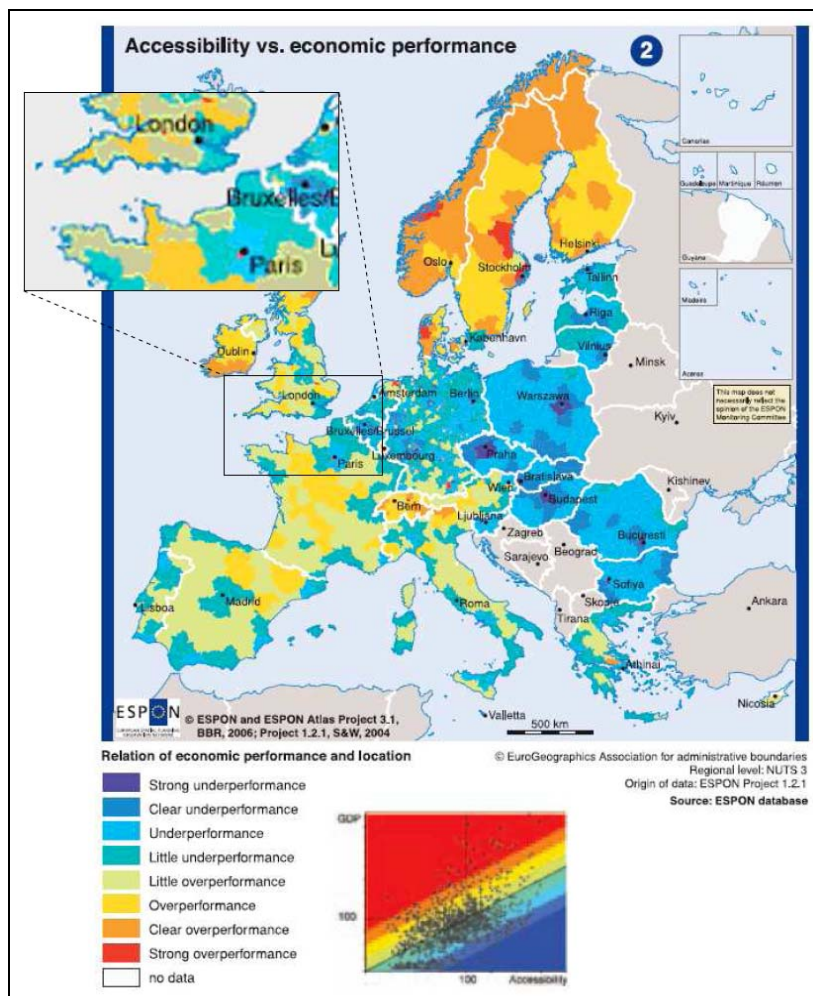 Accessibility vs. economic performance
2
London
Bruxelles/B
Paris
Canarias
Guadeloupe
Martinique
Réunion
Guyane
Madeira
Acores
This map does not
necessarily reflect the
opinion of the ESPON
Monitoring Committee
Oslo
Stockholm
Helsinki
Tallinn
Riga
Vilnius
Minsk
København
Dublin
London
Amsterdam
Berlin
Warszawa
Kyiv
Bruxelles/Brussel
Luxembourg
Paris
Praha
Kishinev
Wien
Bratislava
Budapest
Bern
Ljubljana
Zagreb
Bucuresti
Beograd
Sarajevo
Sofiya
Skopje
Tirana
Ankara
Lisboa
Madrid
Roma
Athinai
Nicosia
Valletta
500 km
ESPON
© ESPON and ESPON Atlas Project 3.1,
BBR, 2006; Project 1.2.1, S&W, 2004
Relation of economic performance and location
Strong underperformance
Clear underperformance
Underperformance
Little underperformance
Little overperformance
Overperformance
Clear overperformance
Strong overperformance
no data
© EuroGeographics Association for administrative boundaries
Regional level: NUTS 3
Origin of data: ESPON Project 1.2.1
Source: ESPON database
GDP
100
100
Accessibility